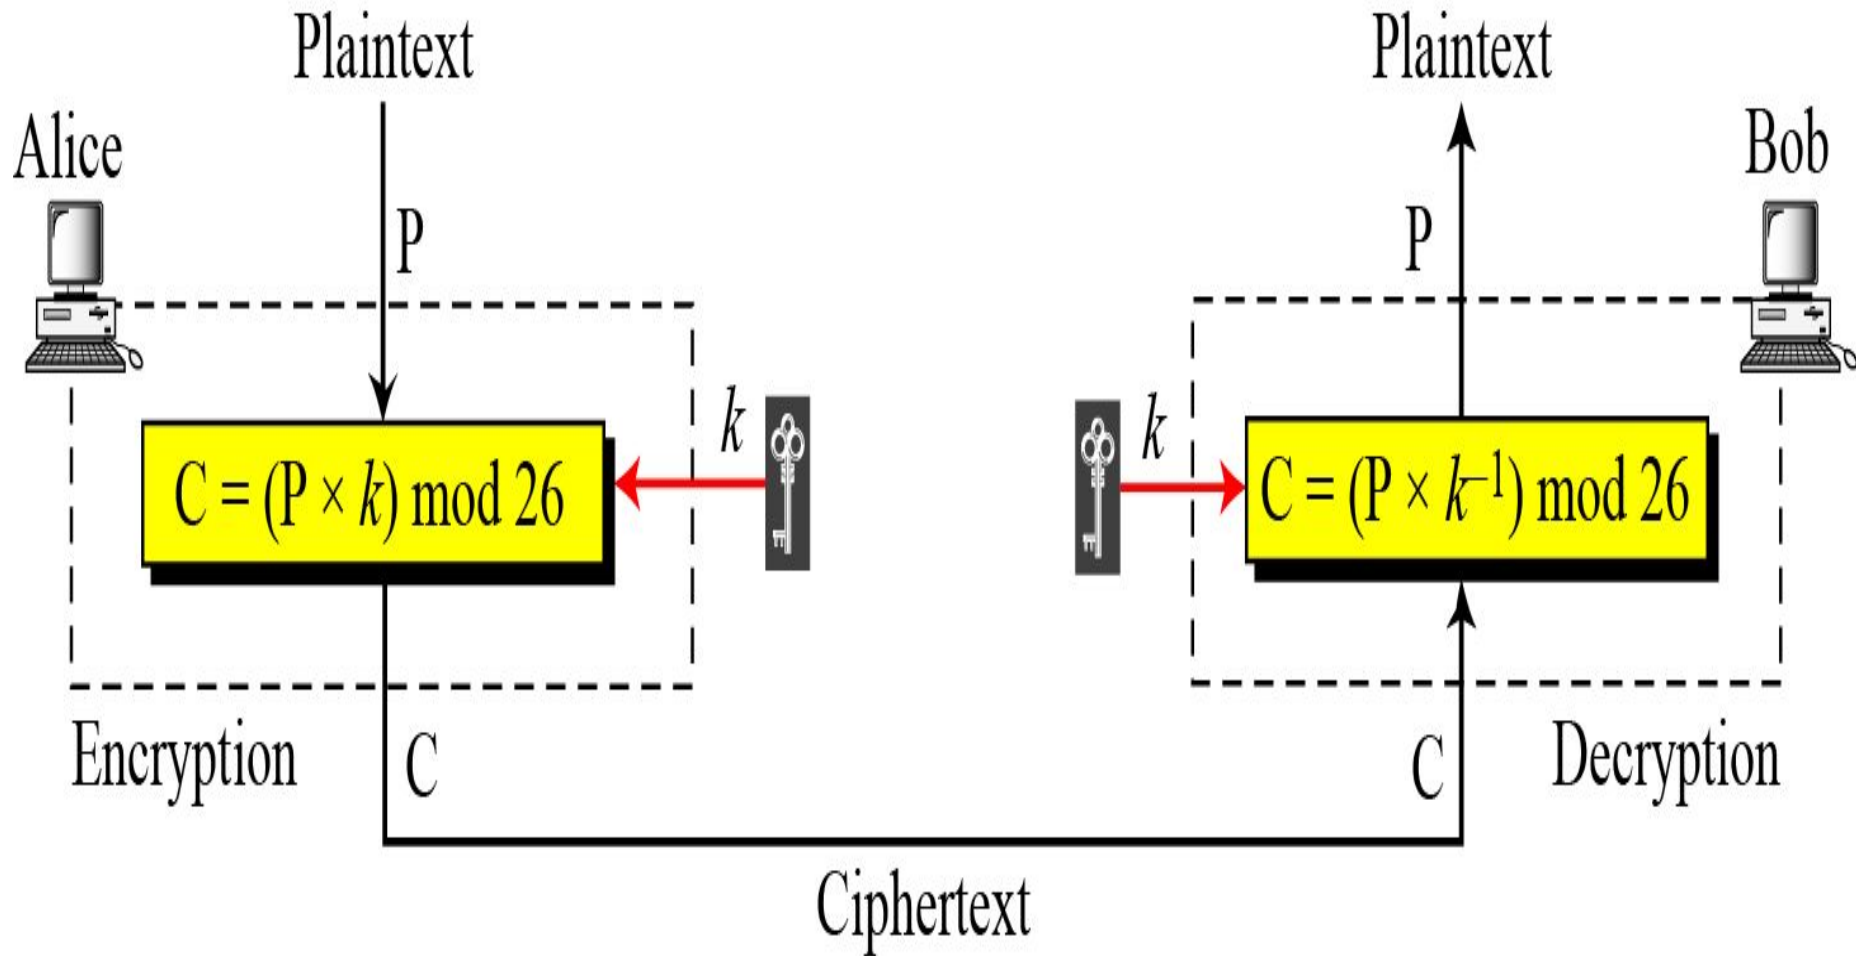 Plaintext
Plaintext
Alice
Bob
P
P
k
k
C = (P × k) mod 26
C = (P × k⁻¹) mod 26
Encryption
C
C
Decryption
Ciphertext